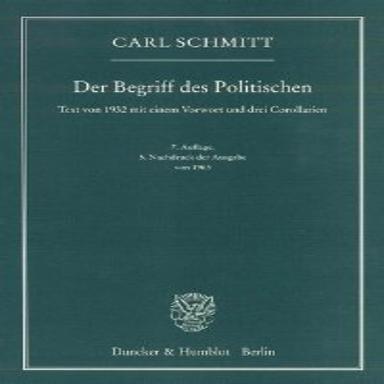 CARL SCHMITT
Der Begriff des Politischen
Text von 1932 mit einem Vorwort und drei Corollarien
7. Auflage,
5. Nachdruck der Ausgabe
von 1963
Duncker & Humblot · Berlin